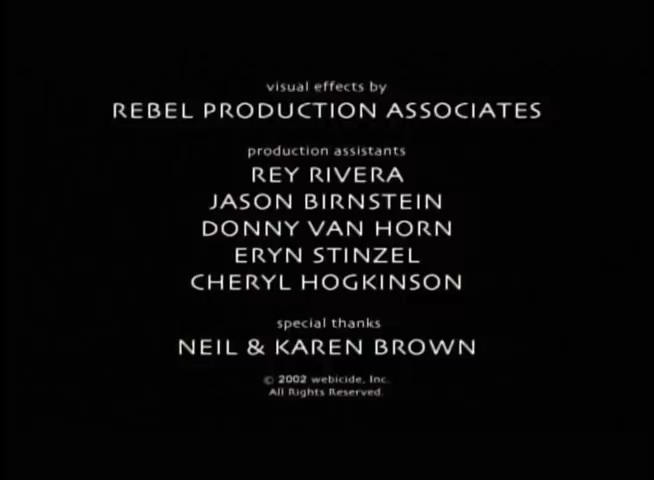 visual effects by
REBEL PRODUCTION ASSOCIATES
production assistants
REY RIVERA
JASON BIRNSTEIN
DONNY VAN HORN
ERYN STINZEL
CHERYL HOGKINSON
special thanks
NEIL & KAREN BROWN
© 2002 webicide, Inc.
All Rights Reserved.